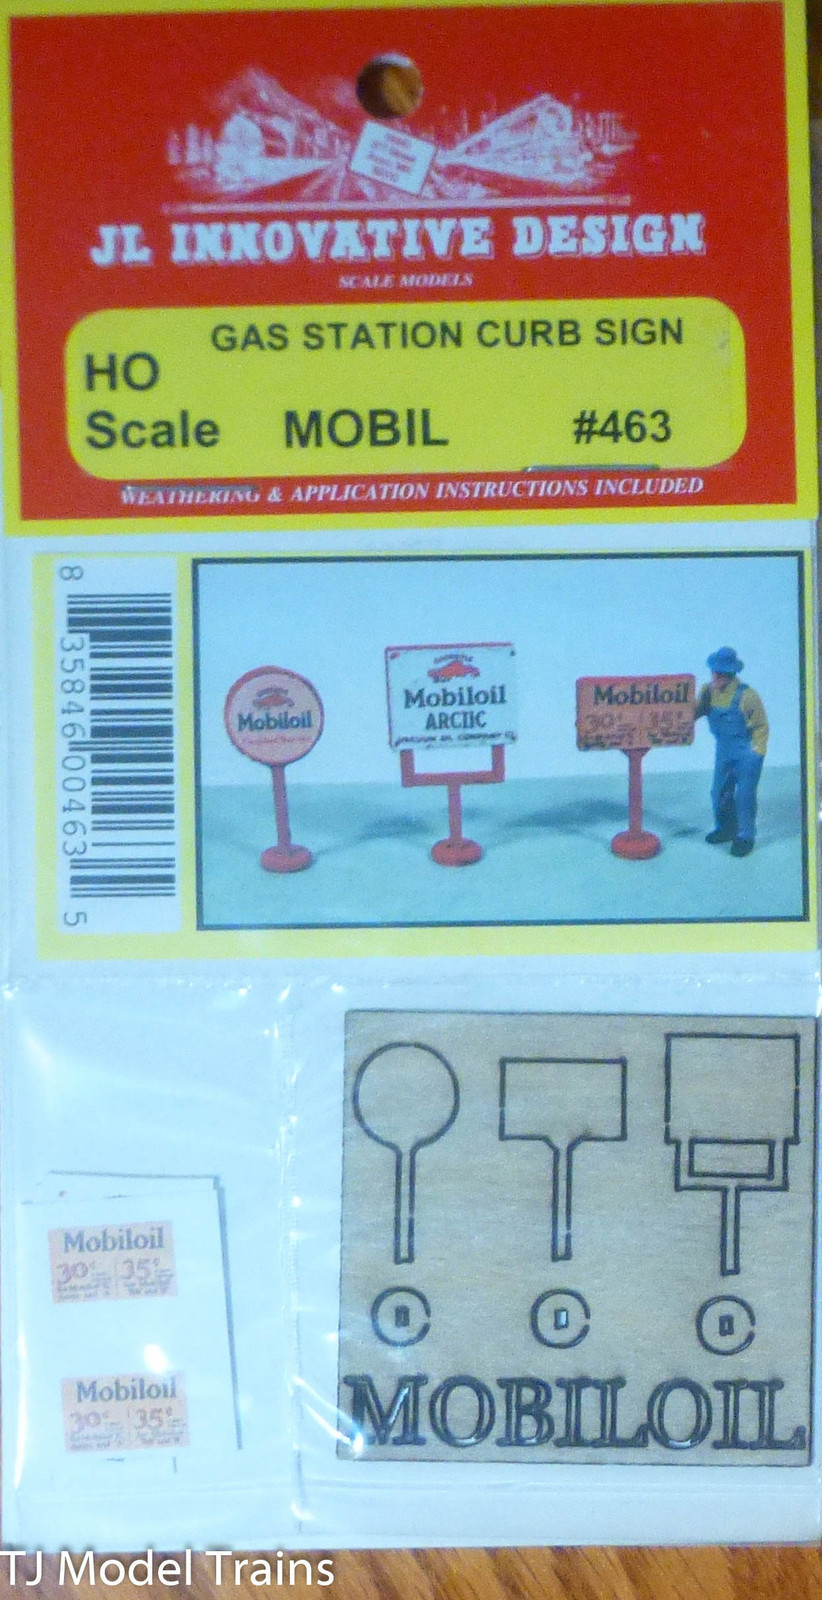 JL INNOVATIVE DESIGN
SCALE MODELS
GAS STATION CURB SIGN
HO
Scale MOBIL #463
WEATHERING & APPLICATION INSTRUCTIONS INCLUDED
8 35846 00463 5
Mobiloil
Mobiloil
ARCTIC
Mobiloil
30¢ 35¢
Mobiloil
30¢ 35¢
Mobiloil
30¢ 35¢
MOBILOIL
TJ Model Trains